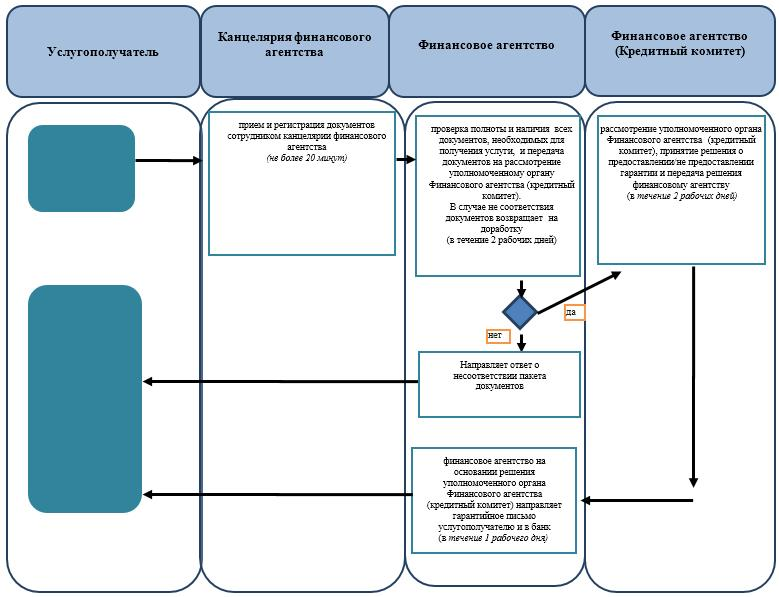 Услугополучатель
Канцелярия финансового
агентства
Финансовое агентство
Финансовое агентство
(Кредитный комитет)
прием и регистрация документов
сотрудником канцелярии финансового
агентства
(не более 20 минут)
проверка полноты и наличия всех
документов, необходимых для
получения услуги, и передача
документов на рассмотрение
уполномоченному органу
Финансового агентства (кредитный
комитет).
В случае не соответствия
документов возвращает на
доработку
(в течение 2 рабочих дней)
рассмотрение уполномоченого органа
Финансового агентства (кредитный
комитет), принятие решения о
предоставлении/не предоставлении
гарантии и передача решения
финансовому агентству
(в течение 2 рабочих дней)
да
нет
Направляет ответ о
несоответствии пакета
документов
финансовое агентство на
основании решения
уполномоченного органа
Финансового агентства
(кредитный комитет) направляет
гарантийное письмо
услугополучателю и в банк
(в течение 1 рабочего дня)